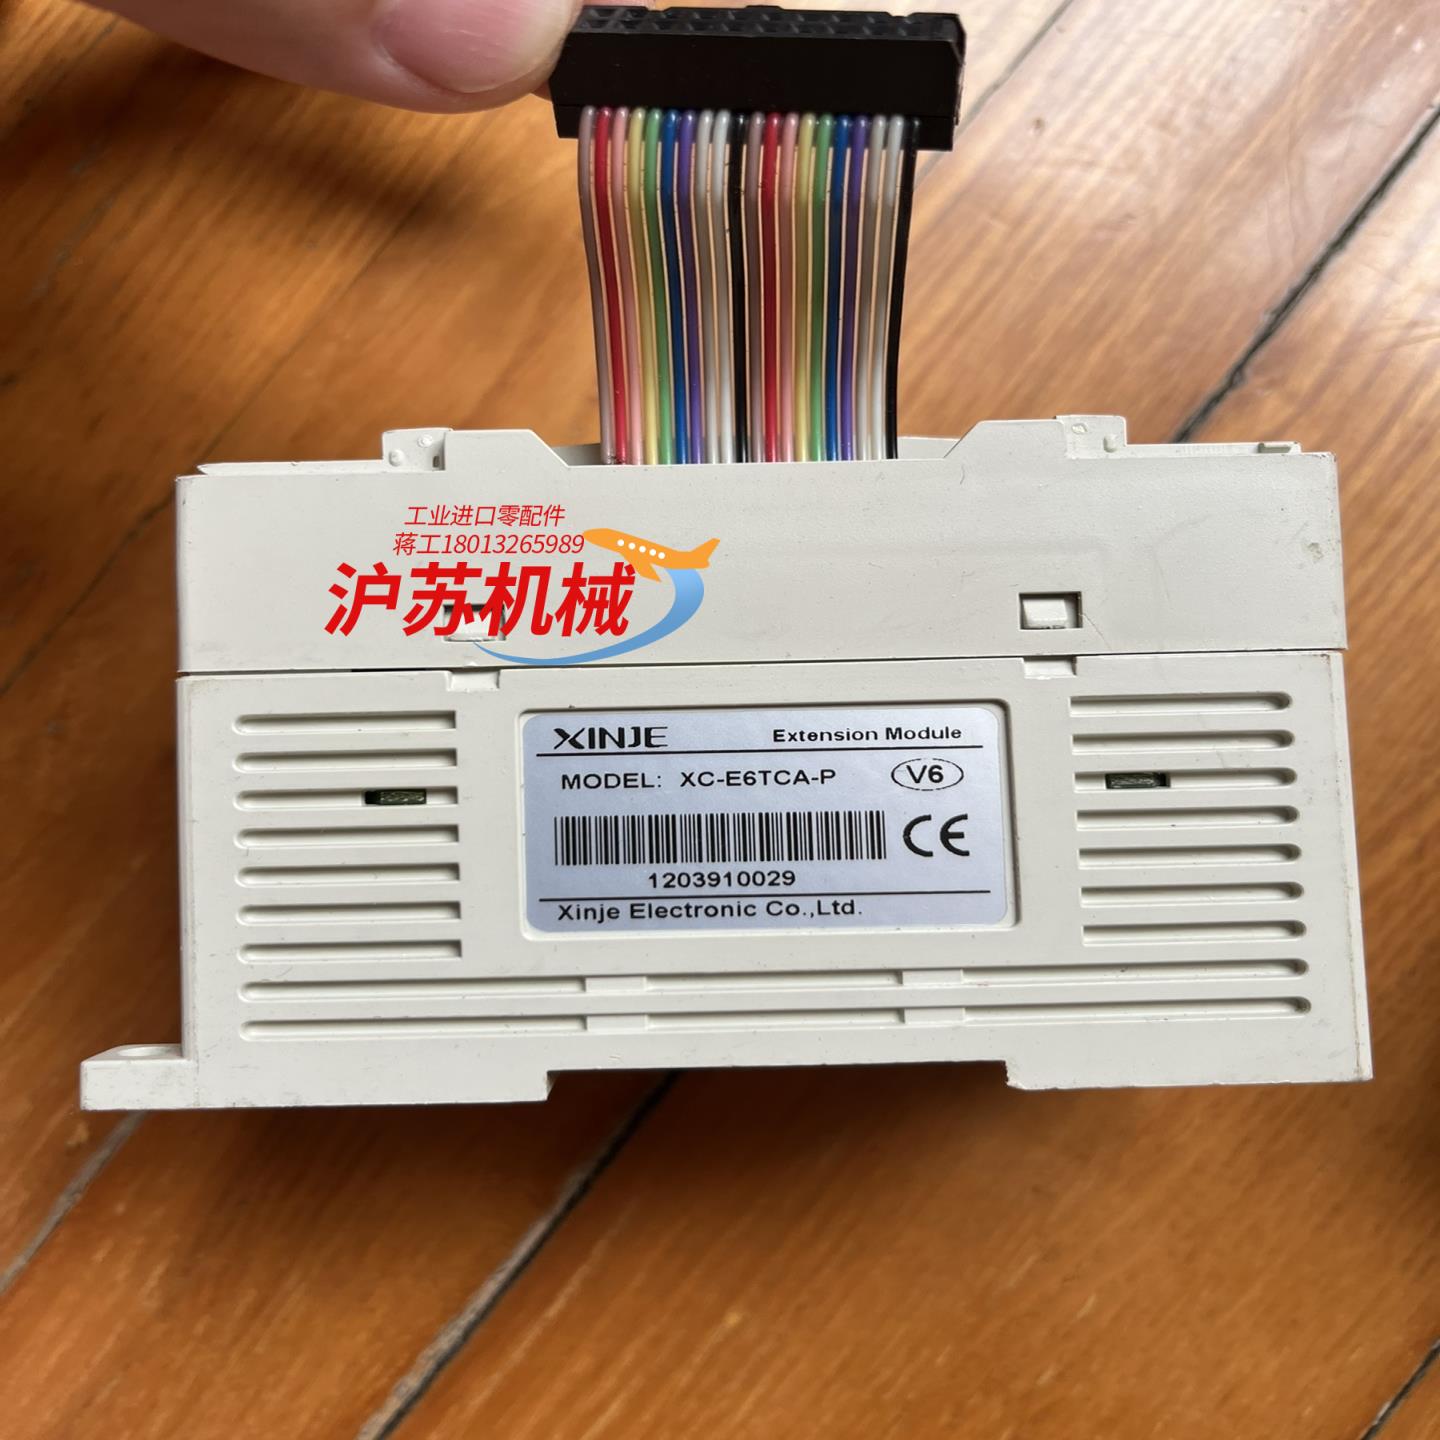 工业进口零配件
蒋工18013265989
沪苏机械
XINJE Extension Module
MODEL: XC-E6TCA-P V6
CE
1203910029
Xinje Electronic Co.,Ltd.